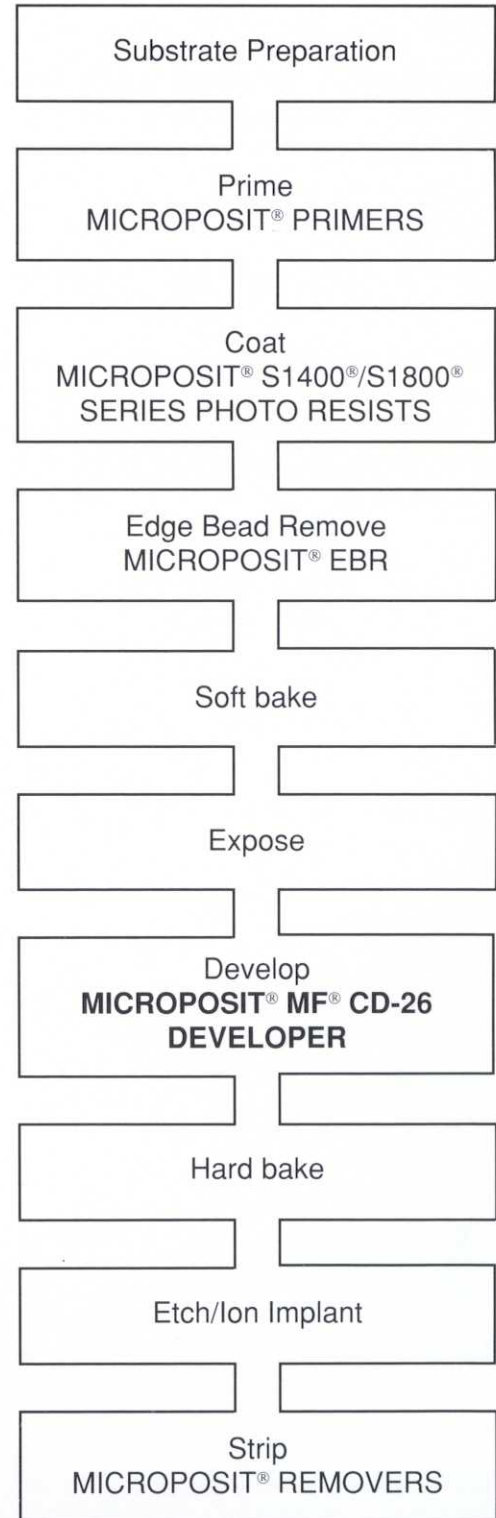 Substrate Preparation
Prime
MICROPOSIT® PRIMERS
Coat
MICROPOSIT® S1400®/S1800®
SERIES PHOTO RESISTS
Edge Bead Remove
MICROPOSIT® EBR
Soft bake
Expose
Develop
MICROPOSIT® MF® CD-26
DEVELOPER
Hard bake
Etch/Ion Implant
Strip
MICROPOSIT® REMOVERS